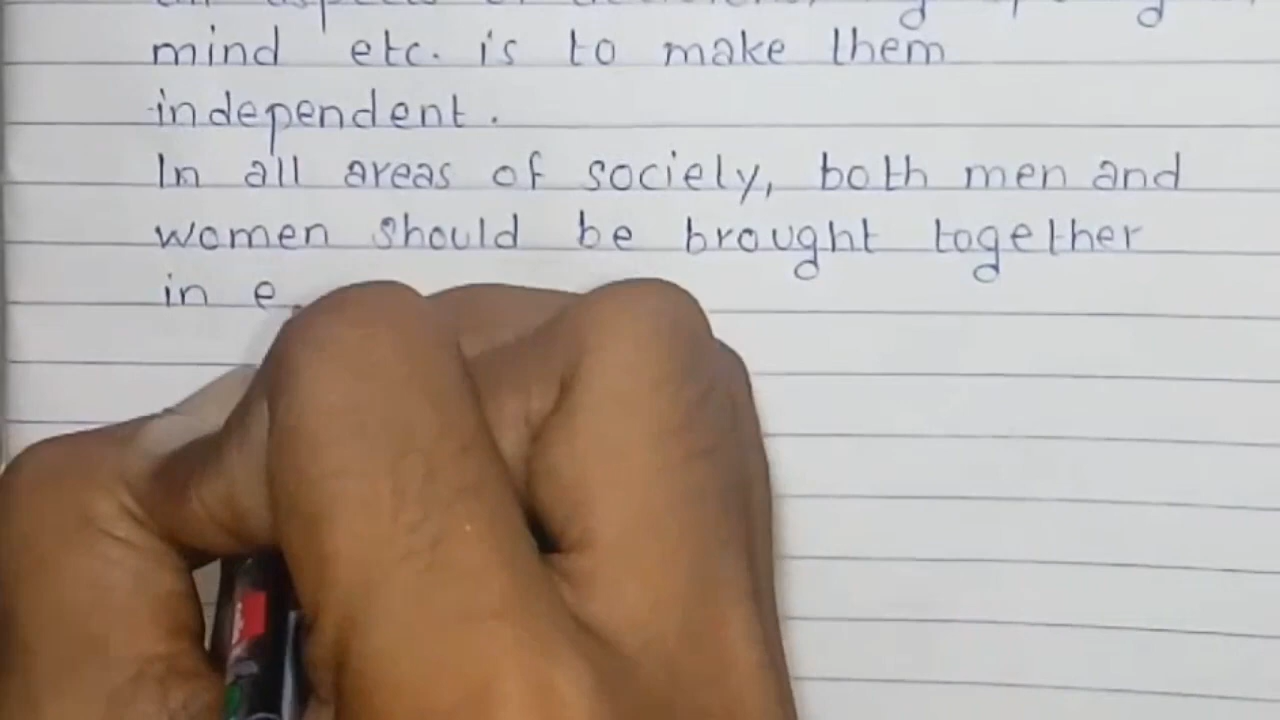 mind etc. is to make them
independent.
In all areas of society, both men and
women should be brought together
in e